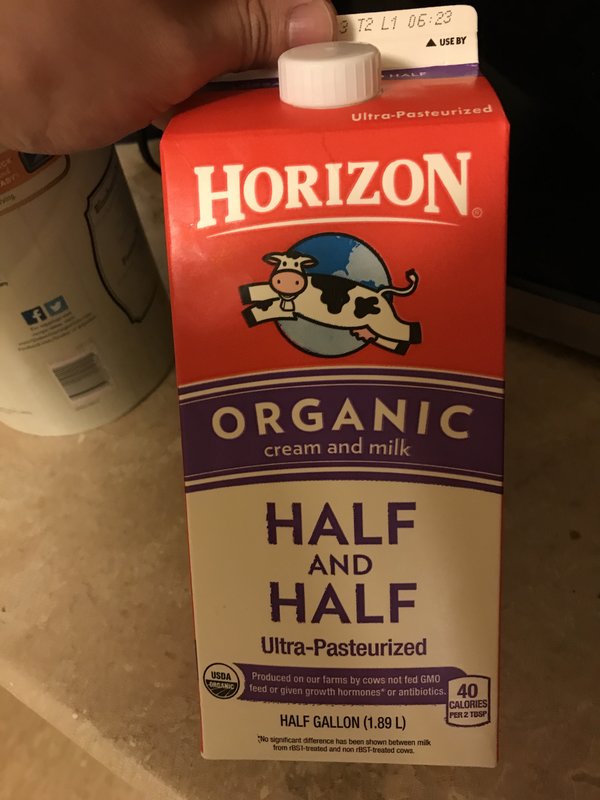 3 T2 L1 06:23
▲ USE BY
HALF
Ultra-Pasteurized
HORIZON®
ORGANIC
cream and milk
HALF
AND
HALF
Ultra-Pasteurized
USDA
ORGANIC
Produced on our farms by cows not fed GMO
feed or given growth hormones* or antibiotics.
40
CALORIES
PER 2 TBSP
HALF GALLON (1.89 L)
*No significant difference has been shown between milk
from rBST-treated and non rBST-treated cows.